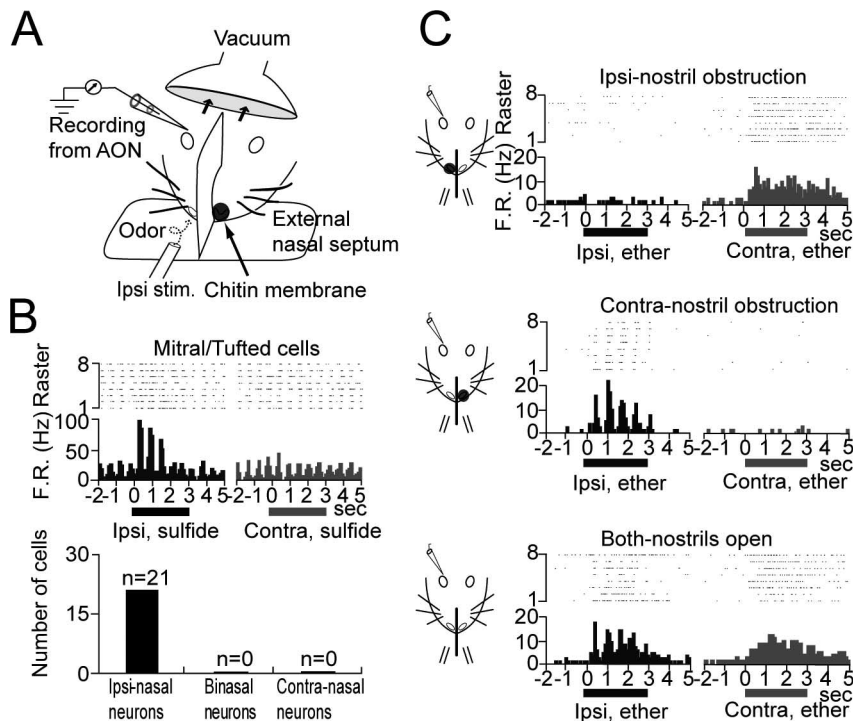 A
Vacuum
Recording
from AON
Odor
External
nasal septum
Ipsi stim.
Chitin membrane
B
Mitral/Tufted cells
8
1
Raster
100
50
0
F.R. (Hz)
-2 -1 0 1 2 3 4 5
-2 -1 0 1 2 3 4 5
sec
Ipsi, sulfide
Contra, sulfide
30
15
0
Number of cells
n=21
n=0
n=0
Ipsi-nasal
neurons
Binasal
neurons
Contra-nasal
neurons
C
Ipsi-nostril obstruction
8
1
Raster
20
10
0
F.R. (Hz)
-2 -1 0 1 2 3 4 5
-2 -1 0 1 2 3 4 5
sec
Ipsi, ether
Contra, ether
Contra-nostril obstruction
8
1
20
10
0
-2 -1 0 1 2 3 4 5
-2 -1 0 1 2 3 4 5
sec
Ipsi, ether
Contra, ether
Both-nostrils open
8
1
20
10
0
-2 -1 0 1 2 3 4 5
-2 -1 0 1 2 3 4 5
sec
Ipsi, ether
Contra, ether